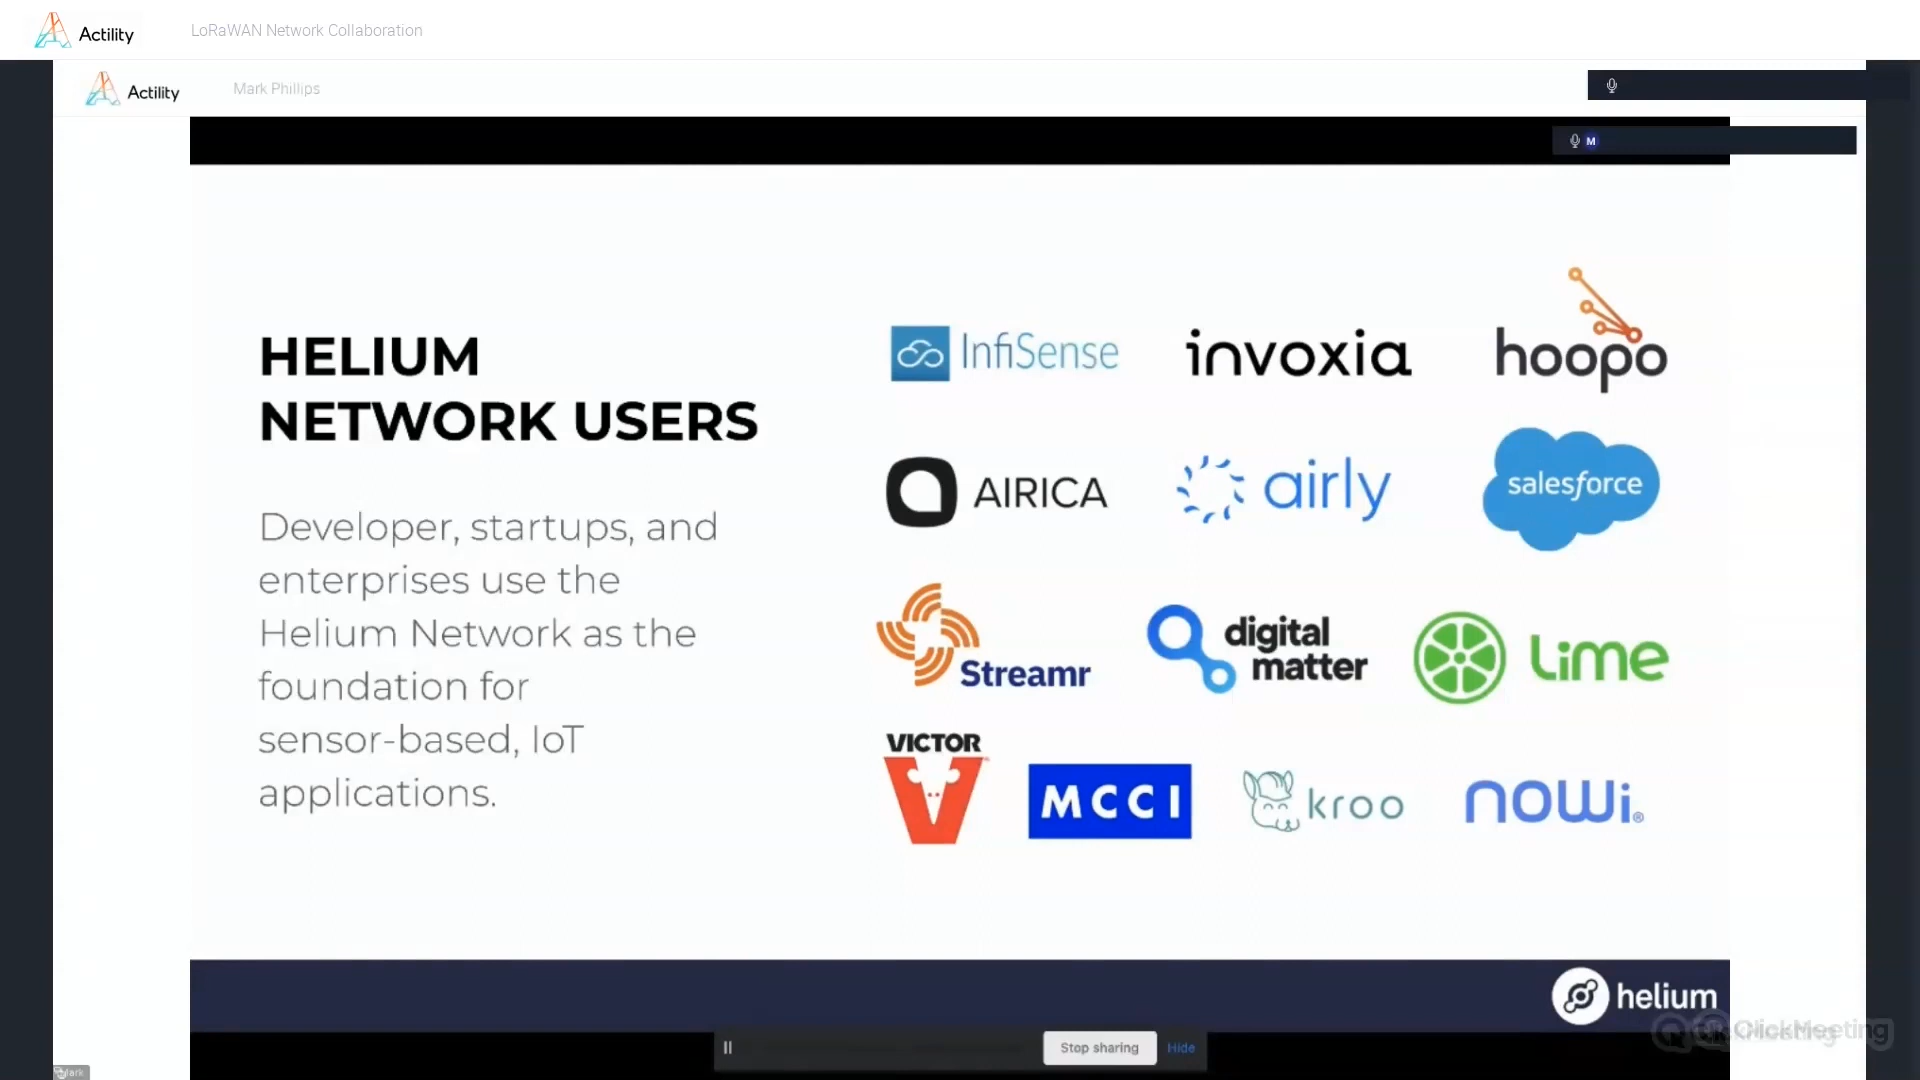 Actility LoRaWAN Network Collaboration
Actility Mark Phillips
M
HELIUM
NETWORK USERS
Developer, startups, and
enterprises use the
Helium Network as the
foundation for
sensor-based, IoT
applications.
InfiSense invoxia hoopo
AIRICA airly salesforce
Streamr digital matter Lime
VICTOR MCCI kroo nowi®
helium
ClickMeeting
Stop sharing Hide
Mark